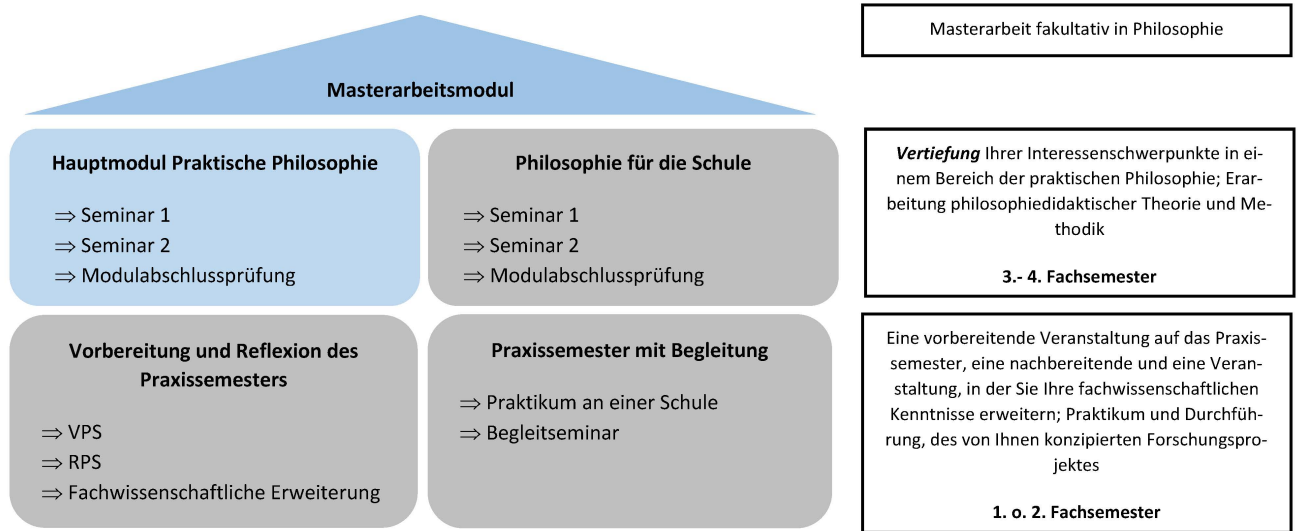 Masterarbeit fakultativ in Philosophie
Masterarbeitsmodul
Hauptmodul Praktische Philosophie
⇒ Seminar 1
⇒ Seminar 2
⇒ Modulabschlussprüfung
Philosophie für die Schule
⇒ Seminar 1
⇒ Seminar 2
⇒ Modulabschlussprüfung
Vertiefung Ihrer Interessenschwerpunkte in ei-
nem Bereich der praktischen Philosophie; Erar-
beitung philosophiedidaktischer Theorie und Me-
thodik
3.- 4. Fachsemester
Vorbereitung und Reflexion des
Praxissemesters
⇒ VPS
⇒ RPS
⇒ Fachwissenschaftliche Erweiterung
Praxissemester mit Begleitung
⇒ Praktikum an einer Schule
⇒ Begleitseminar
Eine vorbereitende Veranstaltung auf das Praxis-
semester, eine nachbereitende und eine Veran-
staltung, in der Sie Ihre fachwissenschaftlichen
Kenntnisse erweitern; Praktikum und Durchfüh-
rung, des von Ihnen konzipierten Forschungspro-
jektes
1. o. 2. Fachsemester